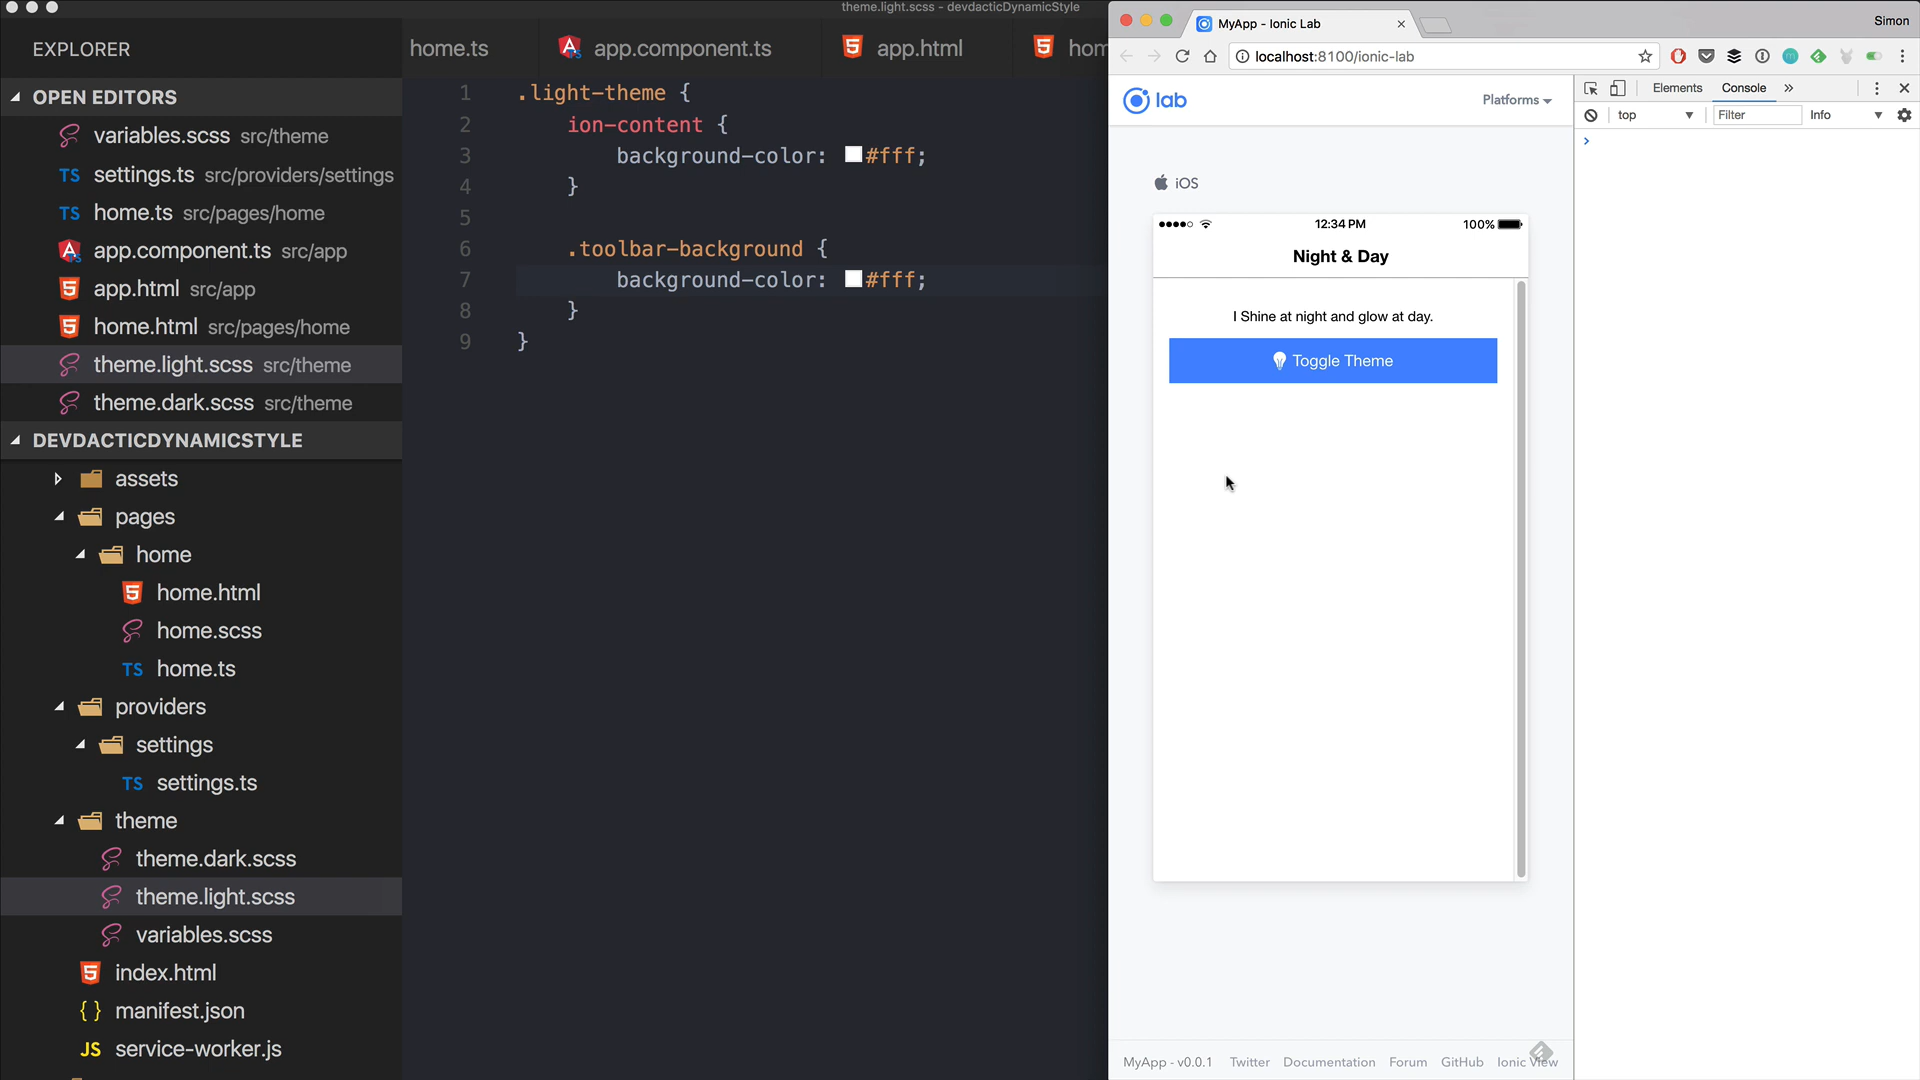 theme.light.scss - devdacticDynamicStyle
EXPLORER
OPEN EDITORS
variables.scss src/theme
TS settings.ts src/providers/settings
TS home.ts src/pages/home
app.component.ts src/app
app.html src/app
home.html src/pages/home
theme.light.scss src/theme
theme.dark.scss src/theme
DEVDACTICDYNAMICSTYLE
assets
pages
home
home.html
home.scss
TS home.ts
providers
settings
TS settings.ts
theme
theme.dark.scss
theme.light.scss
variables.scss
index.html
{ } manifest.json
JS service-worker.js
home.ts app.component.ts app.html hom
1 .light-theme {
2 ion-content {
3 background-color: #fff;
4 }
5
6 .toolbar-background {
7 background-color: #fff;
8 }
9 }
MyApp - Ionic Lab
Simon
localhost:8100/ionic-lab
lab
Platforms
iOS
12:34 PM 100%
Night & Day
I Shine at night and glow at day.
Toggle Theme
MyApp - v0.0.1 Twitter Documentation Forum GitHub Ionic View
Elements Console »
top Filter Info